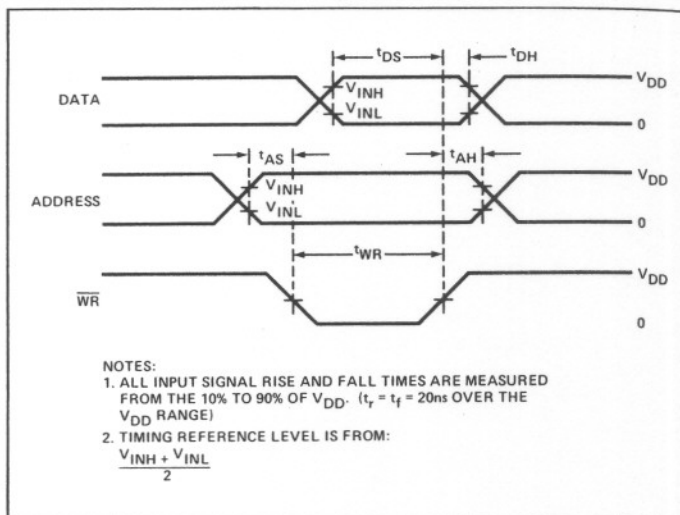 tDS tDH
DATA VINH VDD
VINL
0
tAS tAH
VINH VDD
ADDRESS
VINL 0
tWR
WR VDD
0
NOTES:
1. ALL INPUT SIGNAL RISE AND FALL TIMES ARE MEASURED
FROM THE 10% TO 90% OF VDD. (tr = tf = 20ns OVER THE
VDD RANGE)
2. TIMING REFERENCE LEVEL IS FROM:
VINH + VINL
2